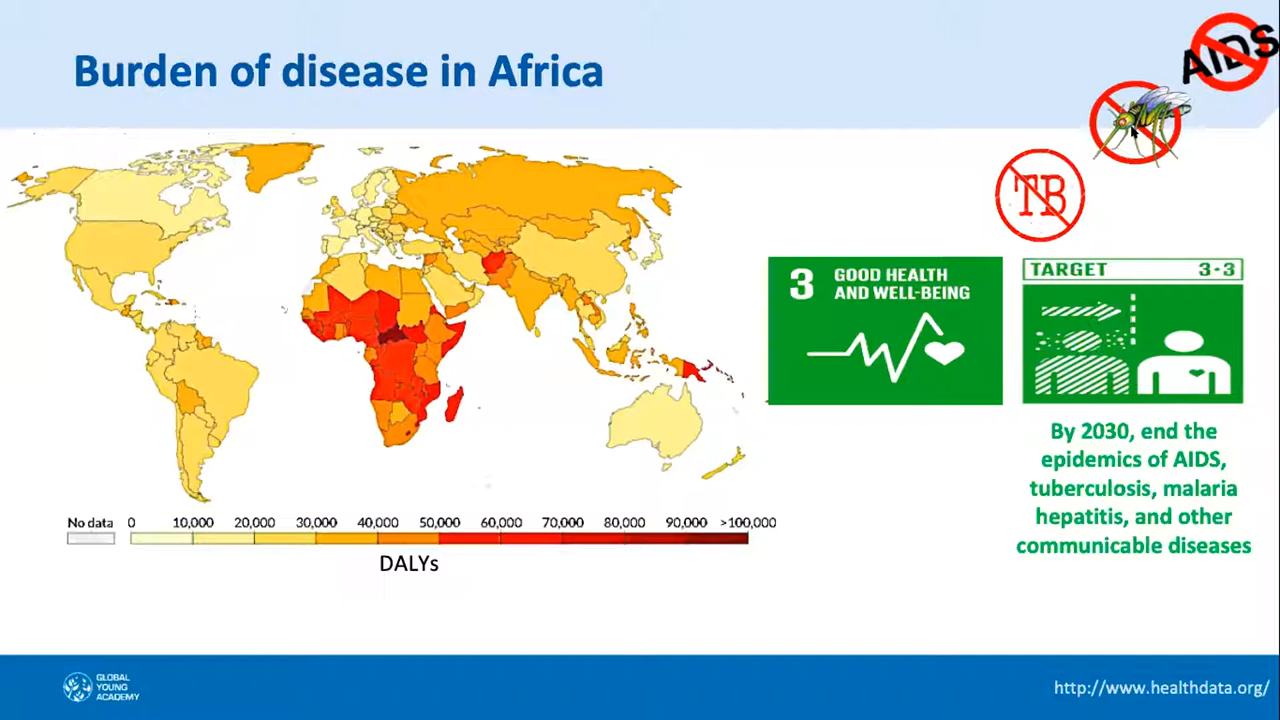 Burden of disease in Africa
AIDS
TB
3 GOOD HEALTH
AND WELL-BEING
TARGET 3·3
By 2030, end the
epidemics of AIDS,
tuberculosis, malaria
hepatitis, and other
communicable diseases
No data 0 10,000 20,000 30,000 40,000 50,000 60,000 70,000 80,000 90,000 >100,000
DALYs
GLOBAL
YOUNG
ACADEMY
http://www.healthdata.org/